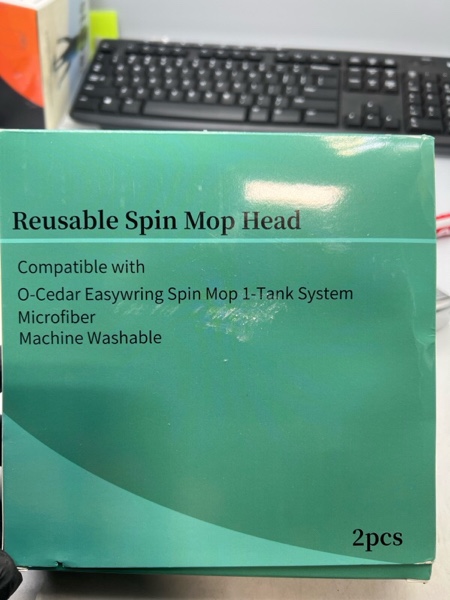 Reusable Spin Mop Head
Compatible with
O-Cedar Easywring Spin Mop 1-Tank System
Microfiber
Machine Washable
2pcs